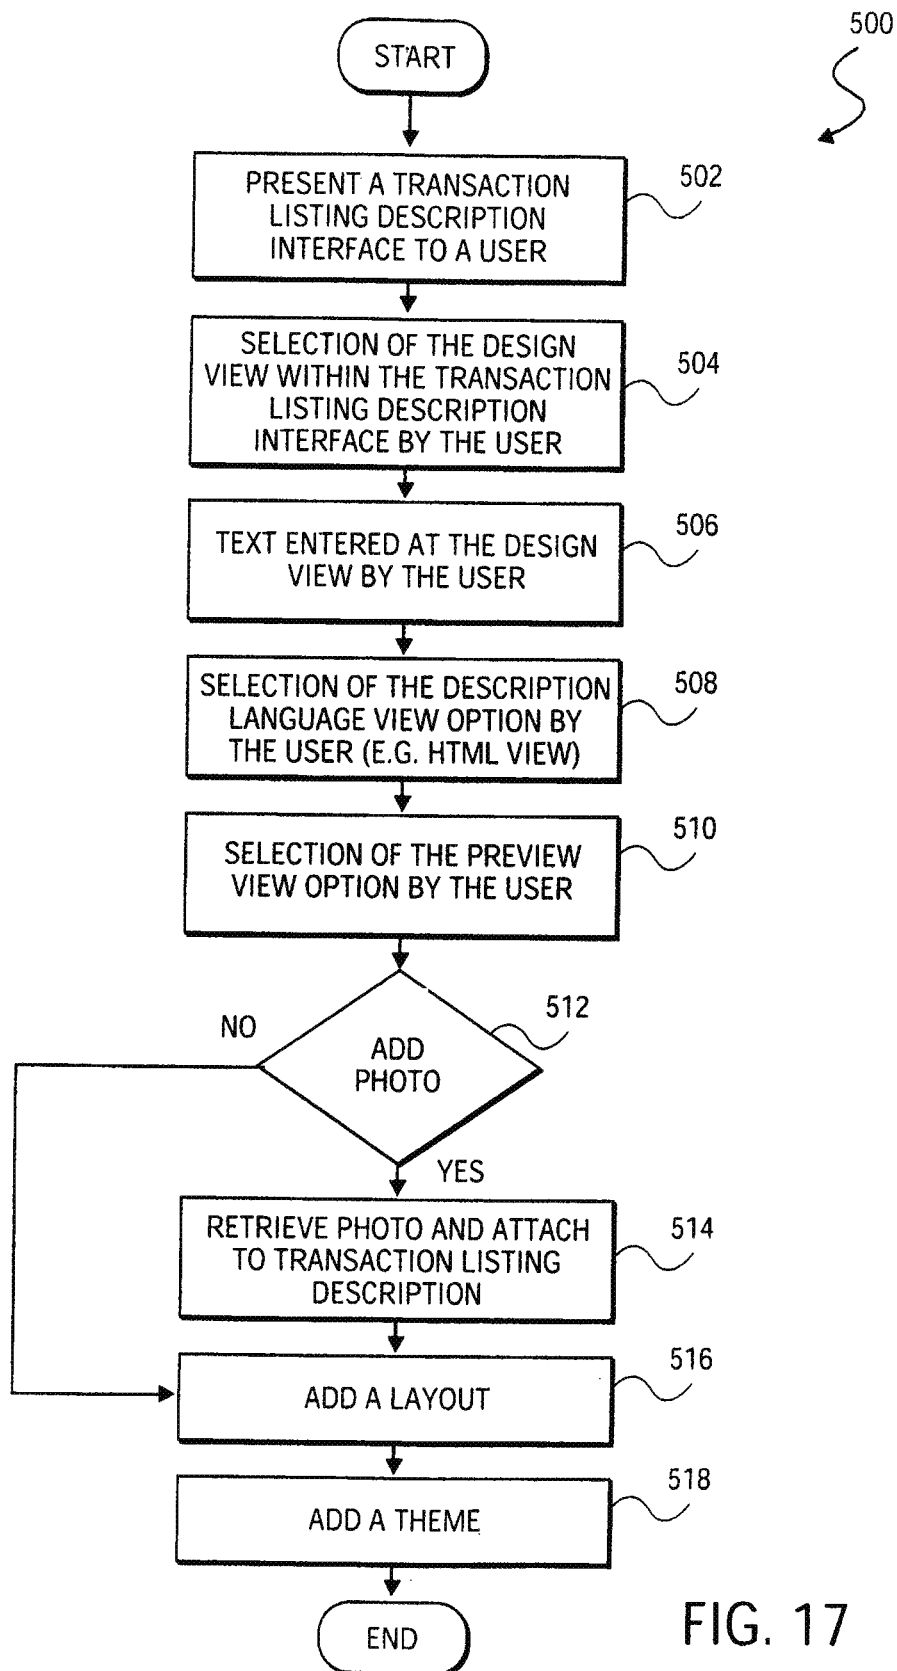 500
START
502
PRESENT A TRANSACTION
LISTING DESCRIPTION
INTERFACE TO A USER
504
SELECTION OF THE DESIGN
VIEW WITHIN THE TRANSACTION
LISTING DESCRIPTION
INTERFACE BY THE USER
506
TEXT ENTERED AT THE DESIGN
VIEW BY THE USER
508
SELECTION OF THE DESCRIPTION
LANGUAGE VIEW OPTION BY
THE USER (E.G. HTML VIEW)
510
SELECTION OF THE PREVIEW
VIEW OPTION BY THE USER
512
NO
ADD
PHOTO
YES
514
RETRIEVE PHOTO AND ATTACH
TO TRANSACTION LISTING
DESCRIPTION
516
ADD A LAYOUT
518
ADD A THEME
END
FIG. 17